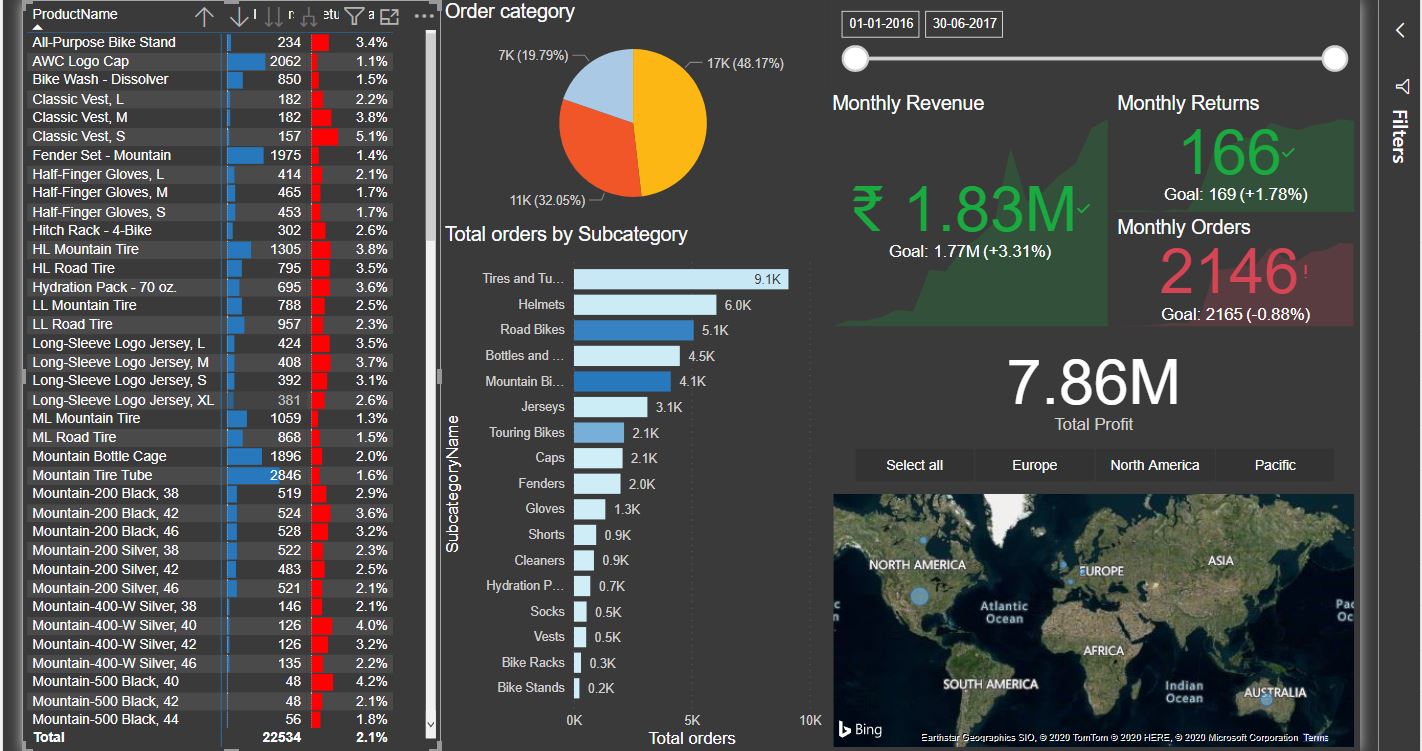 ProductName
All-Purpose Bike Stand 234 3.4%
AWC Logo Cap 2062 1.1%
Bike Wash - Dissolver 850 1.5%
Classic Vest, L 182 2.2%
Classic Vest, M 182 3.8%
Classic Vest, S 157 5.1%
Fender Set - Mountain 1975 1.4%
Half-Finger Gloves, L 414 2.1%
Half-Finger Gloves, M 465 1.7%
Half-Finger Gloves, S 453 1.7%
Hitch Rack - 4-Bike 302 2.6%
HL Mountain Tire 1305 3.8%
HL Road Tire 795 3.5%
Hydration Pack - 70 oz. 695 3.6%
LL Mountain Tire 788 2.5%
LL Road Tire 957 2.3%
Long-Sleeve Logo Jersey, L 424 3.5%
Long-Sleeve Logo Jersey, M 408 3.7%
Long-Sleeve Logo Jersey, S 392 3.1%
Long-Sleeve Logo Jersey, XL 381 2.6%
ML Mountain Tire 1059 1.3%
ML Road Tire 868 1.5%
Mountain Bottle Cage 1896 2.0%
Mountain Tire Tube 2846 1.6%
Mountain-200 Black, 38 519 2.9%
Mountain-200 Black, 42 524 3.6%
Mountain-200 Black, 46 528 3.2%
Mountain-200 Silver, 38 522 2.3%
Mountain-200 Silver, 42 483 2.5%
Mountain-200 Silver, 46 521 2.1%
Mountain-400-W Silver, 38 146 2.1%
Mountain-400-W Silver, 40 126 4.0%
Mountain-400-W Silver, 42 126 3.2%
Mountain-400-W Silver, 46 135 2.2%
Mountain-500 Black, 40 48 4.2%
Mountain-500 Black, 42 48 2.1%
Mountain-500 Black, 44 56 1.8%
Total 22534 2.1%
Order category
7K (19.79%)
17K (48.17%)
11K (32.05%)
Total orders by Subcategory
SubcategoryName
Tires and Tu... 9.1K
Helmets 6.0K
Road Bikes 5.1K
Bottles and ... 4.5K
Mountain Bi... 4.1K
Jerseys 3.1K
Touring Bikes 2.1K
Caps 2.1K
Fenders 2.0K
Gloves 1.3K
Shorts 0.9K
Cleaners 0.9K
Hydration P... 0.7K
Socks 0.5K
Vests 0.5K
Bike Racks 0.3K
Bike Stands 0.2K
0K 5K 10K
Total orders
01-01-2016 30-06-2017
Monthly Revenue
₹ 1.83M
Goal: 1.77M (+3.31%)
Monthly Returns
166
Goal: 169 (+1.78%)
Monthly Orders
2146!
Goal: 2165 (-0.88%)
7.86M
Total Profit
Select all Europe North America Pacific
NORTH AMERICA
EUROPE
ASIA
Atlantic
Ocean
Pac
Oc
AFRICA
SOUTH AMERICA
Indian
Ocean
AUSTRALIA
Bing
Earthstar Geographics SIO, © 2020 TomTom © 2020 HERE, © 2020 Microsoft Corporation Terms
Filters